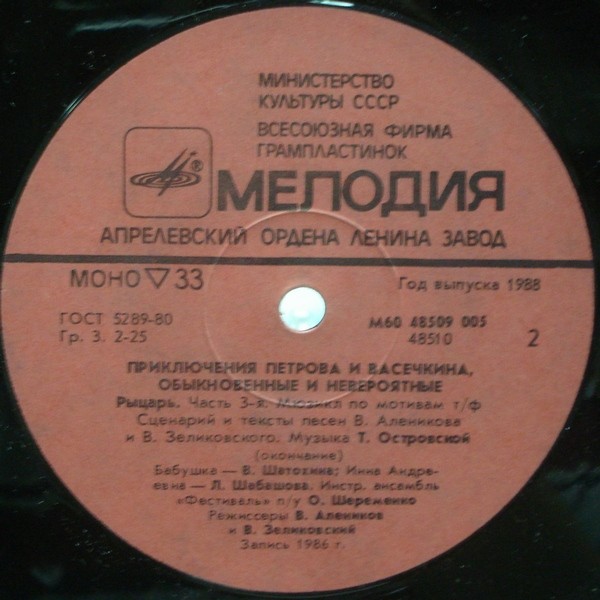 МИНИСТЕРСТВО
КУЛЬТУРЫ СССР
ВСЕСОЮЗНАЯ ФИРМА
ГРАМПЛАСТИНОК
® МЕЛОДИЯ
АПРЕЛЕВСКИЙ ОРДЕНА ЛЕНИНА ЗАВОД
МОНО ▽ 33
Год выпуска 1988
ГОСТ 5289-80
М60 48509 005
Гр. 3. 2-25
48510
2
ПРИКЛЮЧЕНИЯ ПЕТРОВА И ВАСЕЧКИНА,
ОБЫКНОВЕННЫЕ И НЕВЕРОЯТНЫЕ
Рыцарь. Часть 3-я. Мюзикл по мотивам т/ф
Сценарий и тексты песен В. Аленикова
и В. Зеликовского. Музыка Т. Островской
(окончание)
Бабушка — В. Шатохина; Инна Андре-
евна — Л. Шабашова. Инстр. ансамбль
«Фестиваль» п/у О. Шеременко
Режиссеры В. Алеников
и В. Зеликовский
Запись 1986 г.